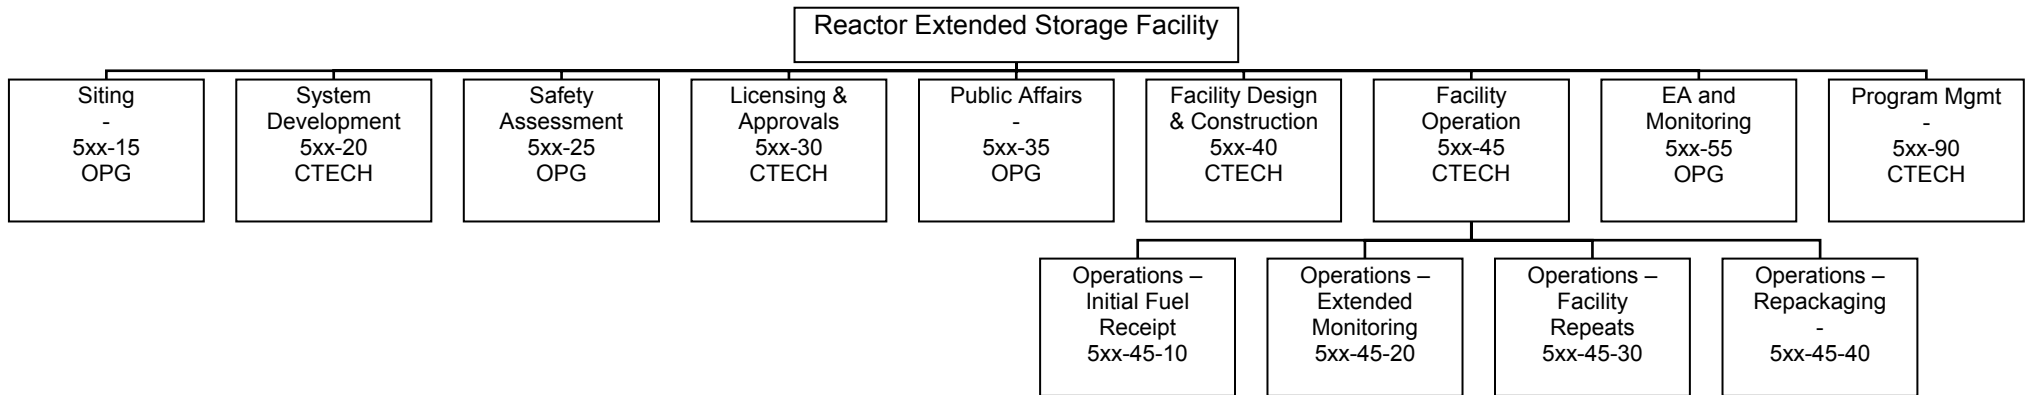 Reactor Extended Storage Facility
Siting
-
5xx-15
OPG
System
Development
5xx-20
CTECH
Safety
Assessment
5xx-25
OPG
Licensing &
Approvals
5xx-30
CTECH
Public Affairs
-
5xx-35
OPG
Facility Design
& Construction
5xx-40
CTECH
Facility
Operation
5xx-45
CTECH
EA and
Monitoring
5xx-55
OPG
Program Mgmt
-
5xx-90
CTECH
Operations –
Initial Fuel
Receipt
5xx-45-10
Operations –
Extended
Monitoring
5xx-45-20
Operations –
Facility
Repeats
5xx-45-30
Operations –
Repackaging
-
5xx-45-40